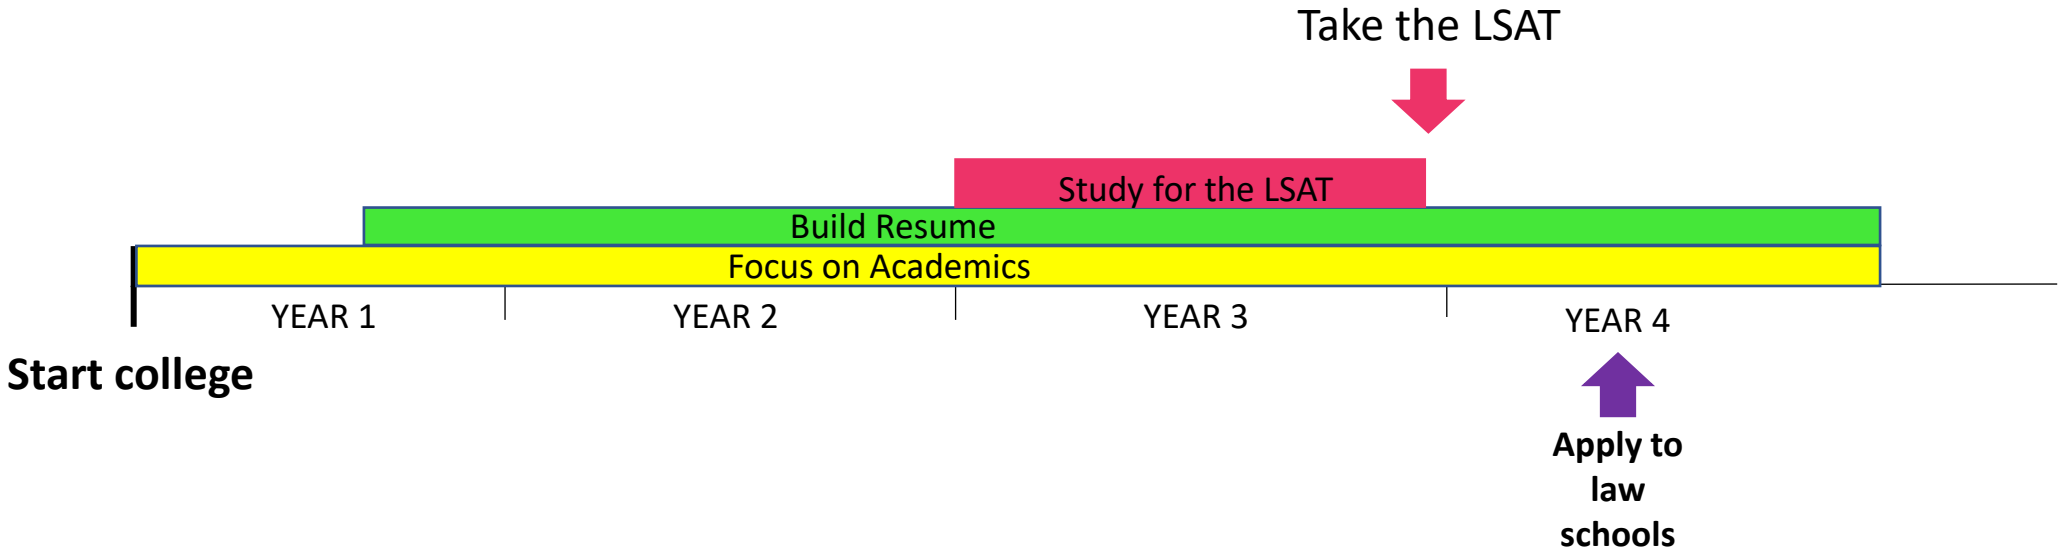 Take the LSAT
Study for the LSAT
Build Resume
Focus on Academics
YEAR 1
YEAR 2
YEAR 3
YEAR 4
Start college
Apply to
law
schools